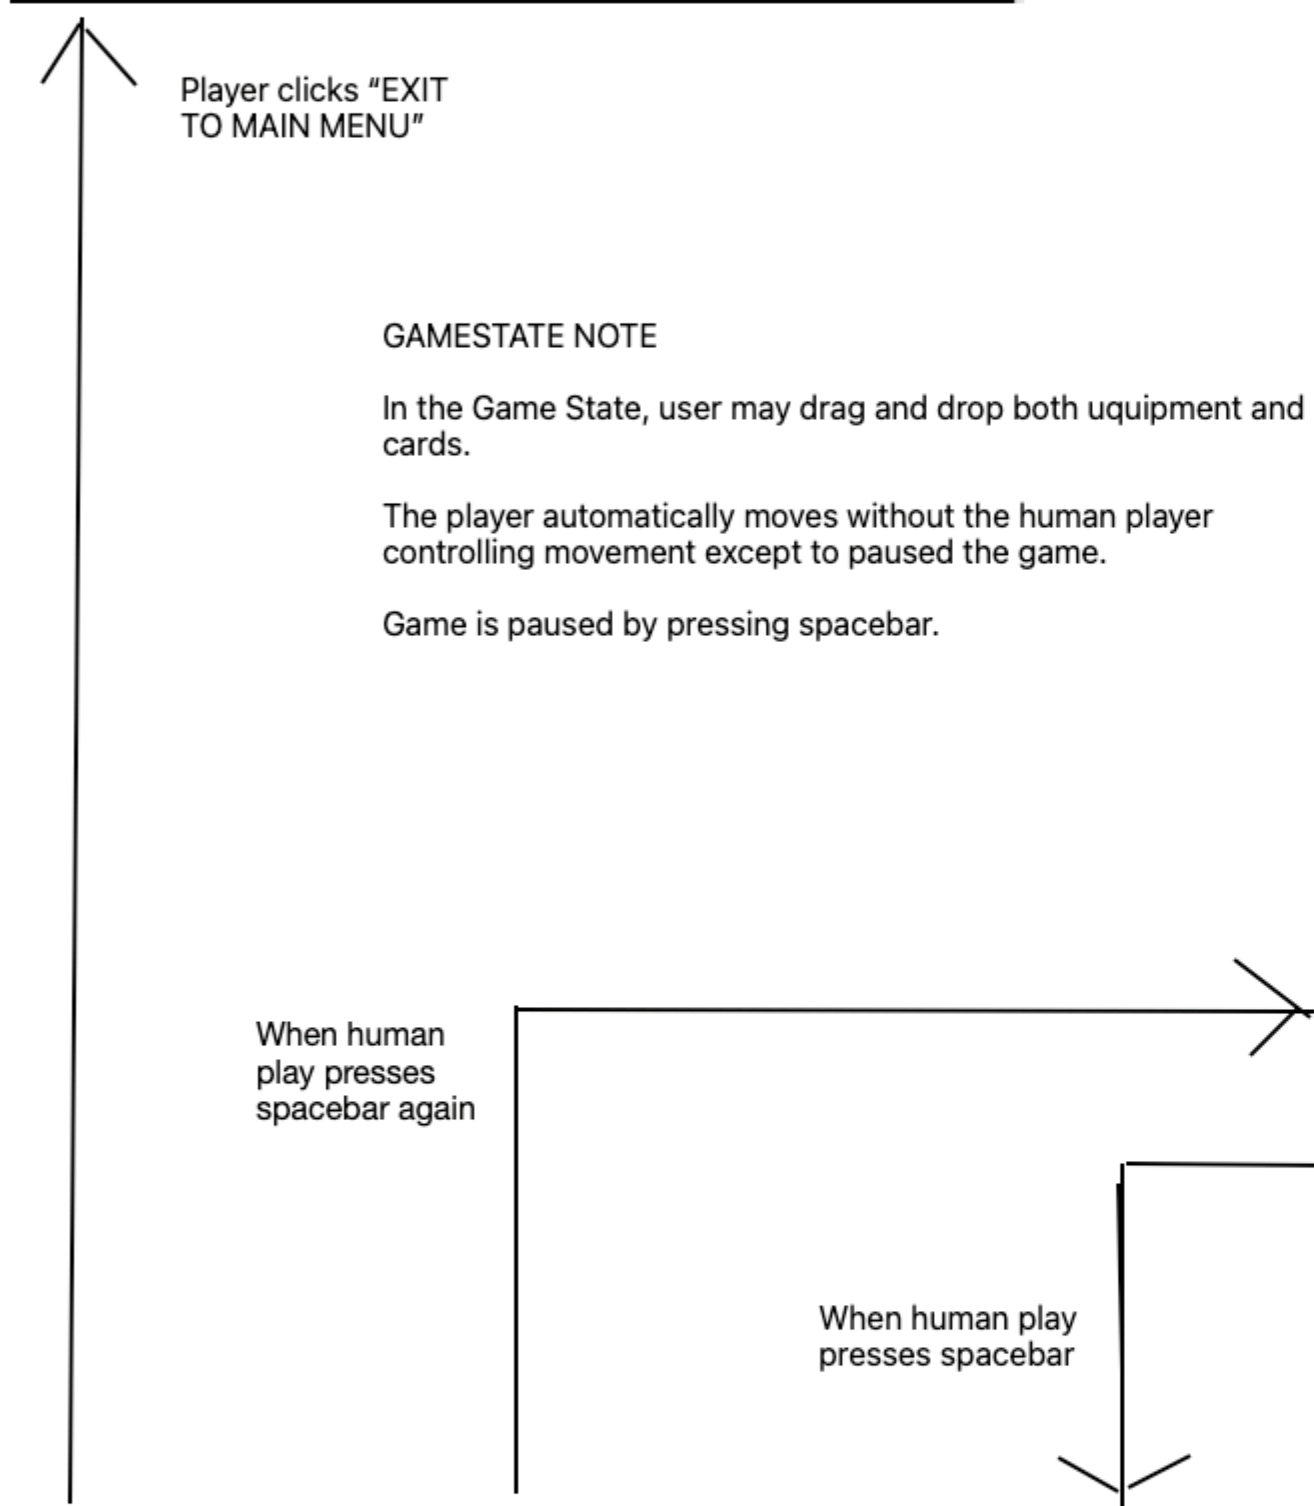 Player clicks “EXIT
TO MAIN MENU”
GAMESTATE NOTE
In the Game State, user may drag and drop both uquipment and
cards.
The player automatically moves without the human player
controlling movement except to paused the game.
Game is paused by pressing spacebar.
When human
play presses
spacebar again
When human play
presses spacebar